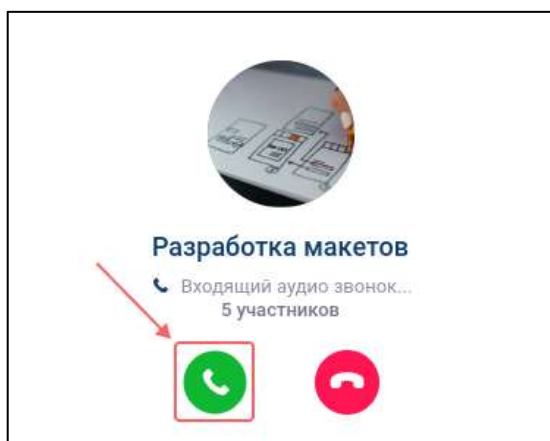 Разработка макетов
Входящий аудио звонок...
5 участников